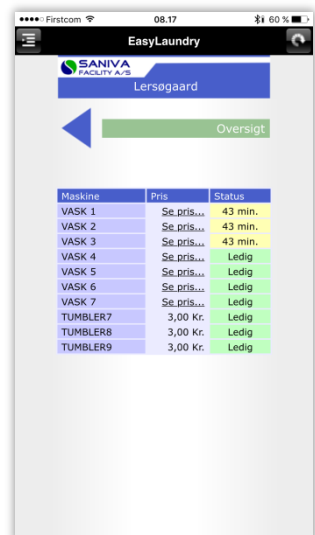 Firstcom 08.17 60 %
EasyLaundry
SANIVA
FACILITY A/S
Lersøgaard
Oversigt
Maskine Pris Status
VASK 1 Se pris... 43 min.
VASK 2 Se pris... 43 min.
VASK 3 Se pris... 43 min.
VASK 4 Se pris... Ledig
VASK 5 Se pris... Ledig
VASK 6 Se pris... Ledig
VASK 7 Se pris... Ledig
TUMBLER7 3,00 Kr. Ledig
TUMBLER8 3,00 Kr. Ledig
TUMBLER9 3,00 Kr. Ledig